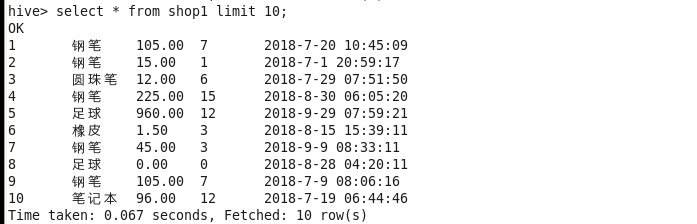 hive> select * from shop1 limit 10;
OK
1 钢笔 105.00 7 2018-7-20 10:45:09
2 钢笔 15.00 1 2018-7-1 20:59:17
3 圆珠笔 12.00 6 2018-7-29 07:51:50
4 钢笔 225.00 15 2018-8-30 06:05:20
5 足球 960.00 12 2018-9-29 07:59:21
6 橡皮 1.50 3 2018-8-15 15:39:11
7 钢笔 45.00 3 2018-9-9 08:33:11
8 足球 0.00 0 2018-8-28 04:20:11
9 钢笔 105.00 7 2018-7-9 08:06:16
10 笔记本 96.00 12 2018-7-19 06:44:46
Time taken: 0.067 seconds, Fetched: 10 row(s)